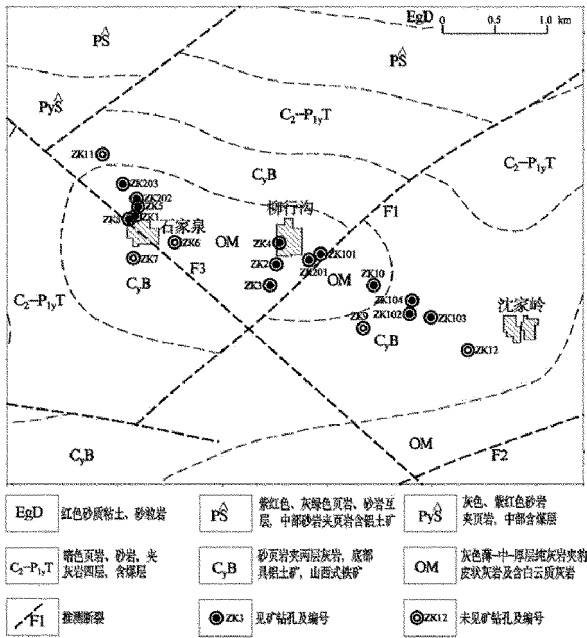 EgD
0 0.5 1.0 km
PS
PS
PyS
C₂-P₁yT
ZK11
C₂-P₁yT
CyB
ZK203
ZK202
柳行沟
F1
ZK5
ZK1
石家泉
ZK6
OM
ZK4
ZK101
ZK7
F3
ZK2
ZK201
OM
CyB
ZK3
ZK10
C₂-P₁yT
ZK104
沈家岭
ZK9
ZK102
ZK103
CyB
ZK12
CyB
OM
F2
EgD 红色砂质粘土、砂砾岩
PS 紫红色、灰绿色页岩、砂岩互
层,中部砂岩夹页岩含铝土矿
PyS 灰色、紫红色砂岩
夹页岩,中部含煤层
C₂-P₁yT 暗色页岩、砂岩,夹
灰岩四层,含煤层
CyB 砂页岩夹两层灰岩,底部
具铝土矿,山西式铁矿
OM 灰色薄-中-厚层纯灰岩夹豹
皮状灰岩及含白云质灰岩
F1 推测断裂
ZK3 见矿钻孔及编号
ZK12 未见矿钻孔及编号